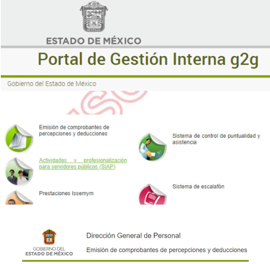 ESTADO DE MÉXICO
Portal de Gestión Interna g2g
Gobierno del Estado de México
Emisión de comprobantes de
percepciones y deducciones
Actividades y profesionalización
para servidores públicos (SIAP)
Prestaciones Issemym
Sistema de control de puntualidad y
asistencia
Sistema de escalafón
GOBIERNO DEL
ESTADO DE MÉXICO
Dirección General de Personal
Emisión de comprobantes de percepciones y deducciones